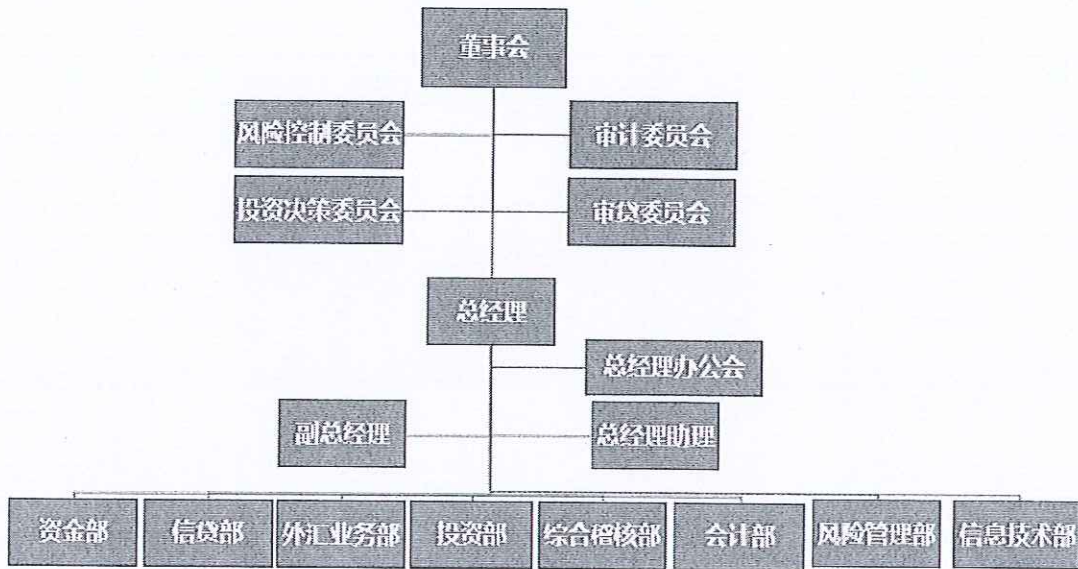 董事会
风险控制委员会
审计委员会
投资决策委员会
审贷委员会
总经理
总经理办公会
副总经理
总经理助理
资金部
信贷部
外汇业务部
投资部
综合稽核部
会计部
风险管理部
信息技术部